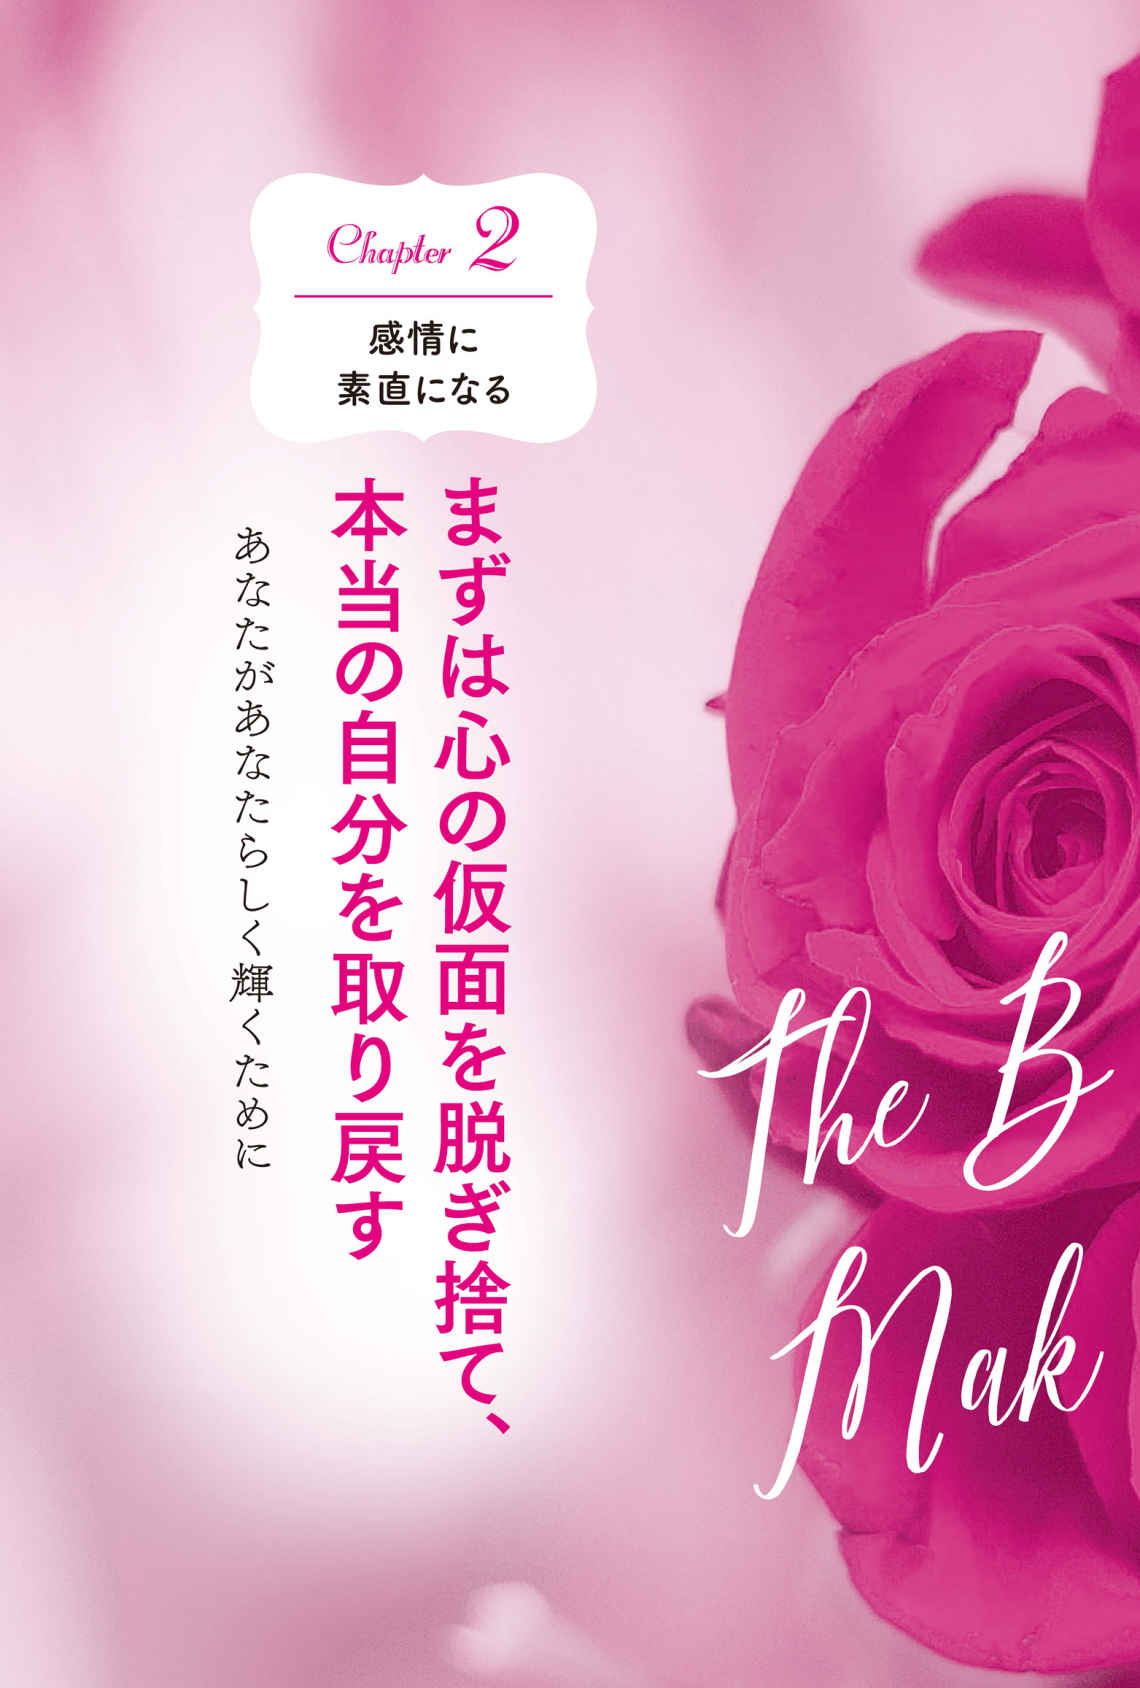 Chapter 2
感情に
素直になる
まずは心の仮面を脱ぎ捨て、
本当の自分を取り戻す
あなたがあなたらしく輝くために
The B
Mak